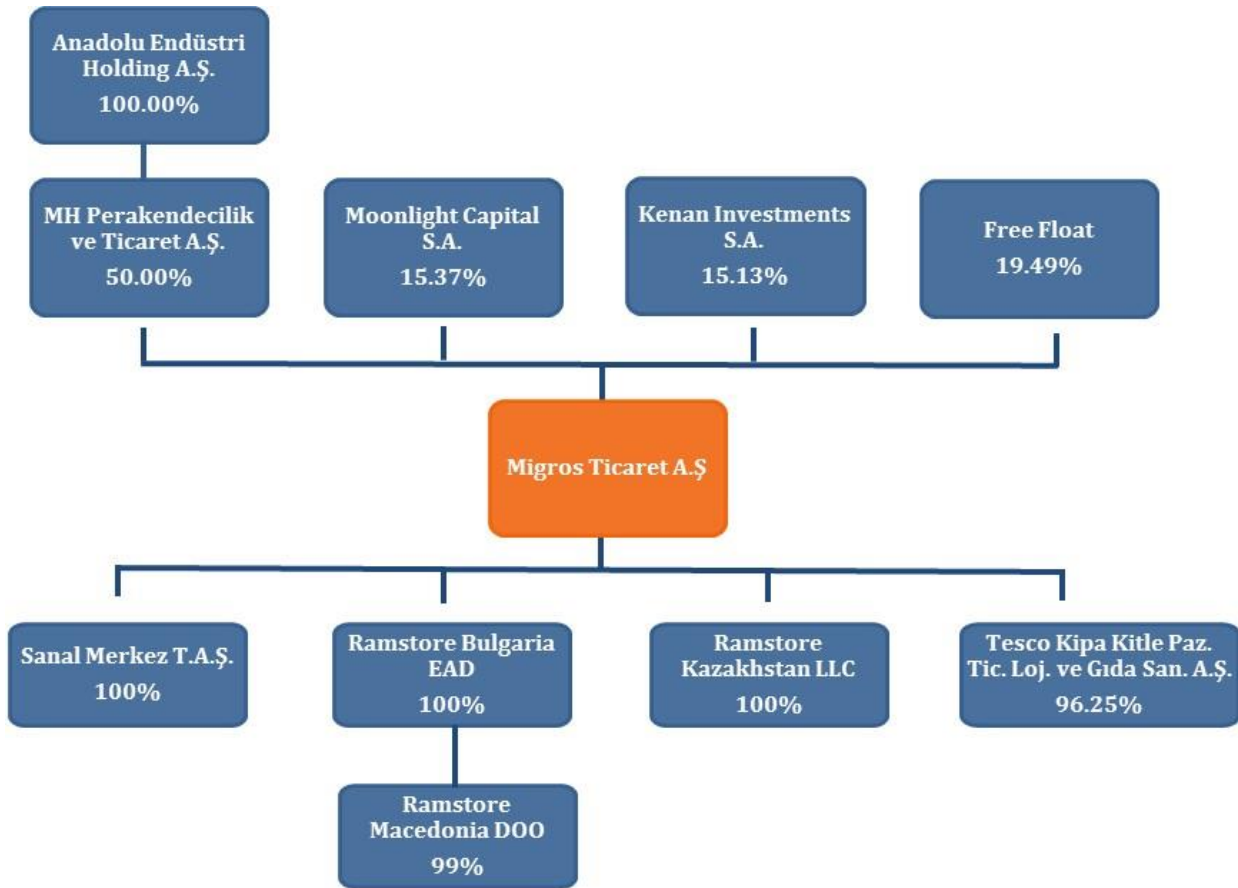 Anadolu Endüstri
Holding A.Ş.
100.00%
MH Perakendecilik
ve Ticaret A.Ş.
50.00%
Moonlight Capital
S.A.
15.37%
Kenan Investments
S.A.
15.13%
Free Float
19.49%
Migros Ticaret A.Ş
Sanal Merkez T.A.Ş.
100%
Ramstore Bulgaria
EAD
100%
Ramstore
Kazakhstan LLC
100%
Tesco Kipa Kitle Paz.
Tic. Loj. ve Gıda San. A.Ş.
96.25%
Ramstore
Macedonia DOO
99%